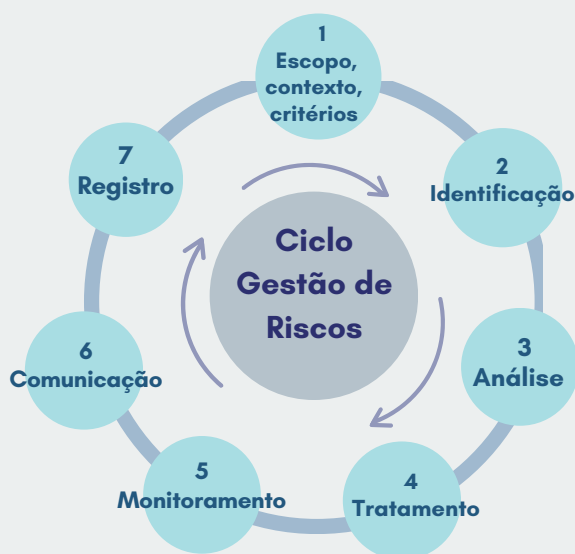 1
Escopo,
contexto,
critérios
2
Identificação
3
Análise
4
Tratamento
5
Monitoramento
6
Comunicação
7
Registro
Ciclo
Gestão de
Riscos